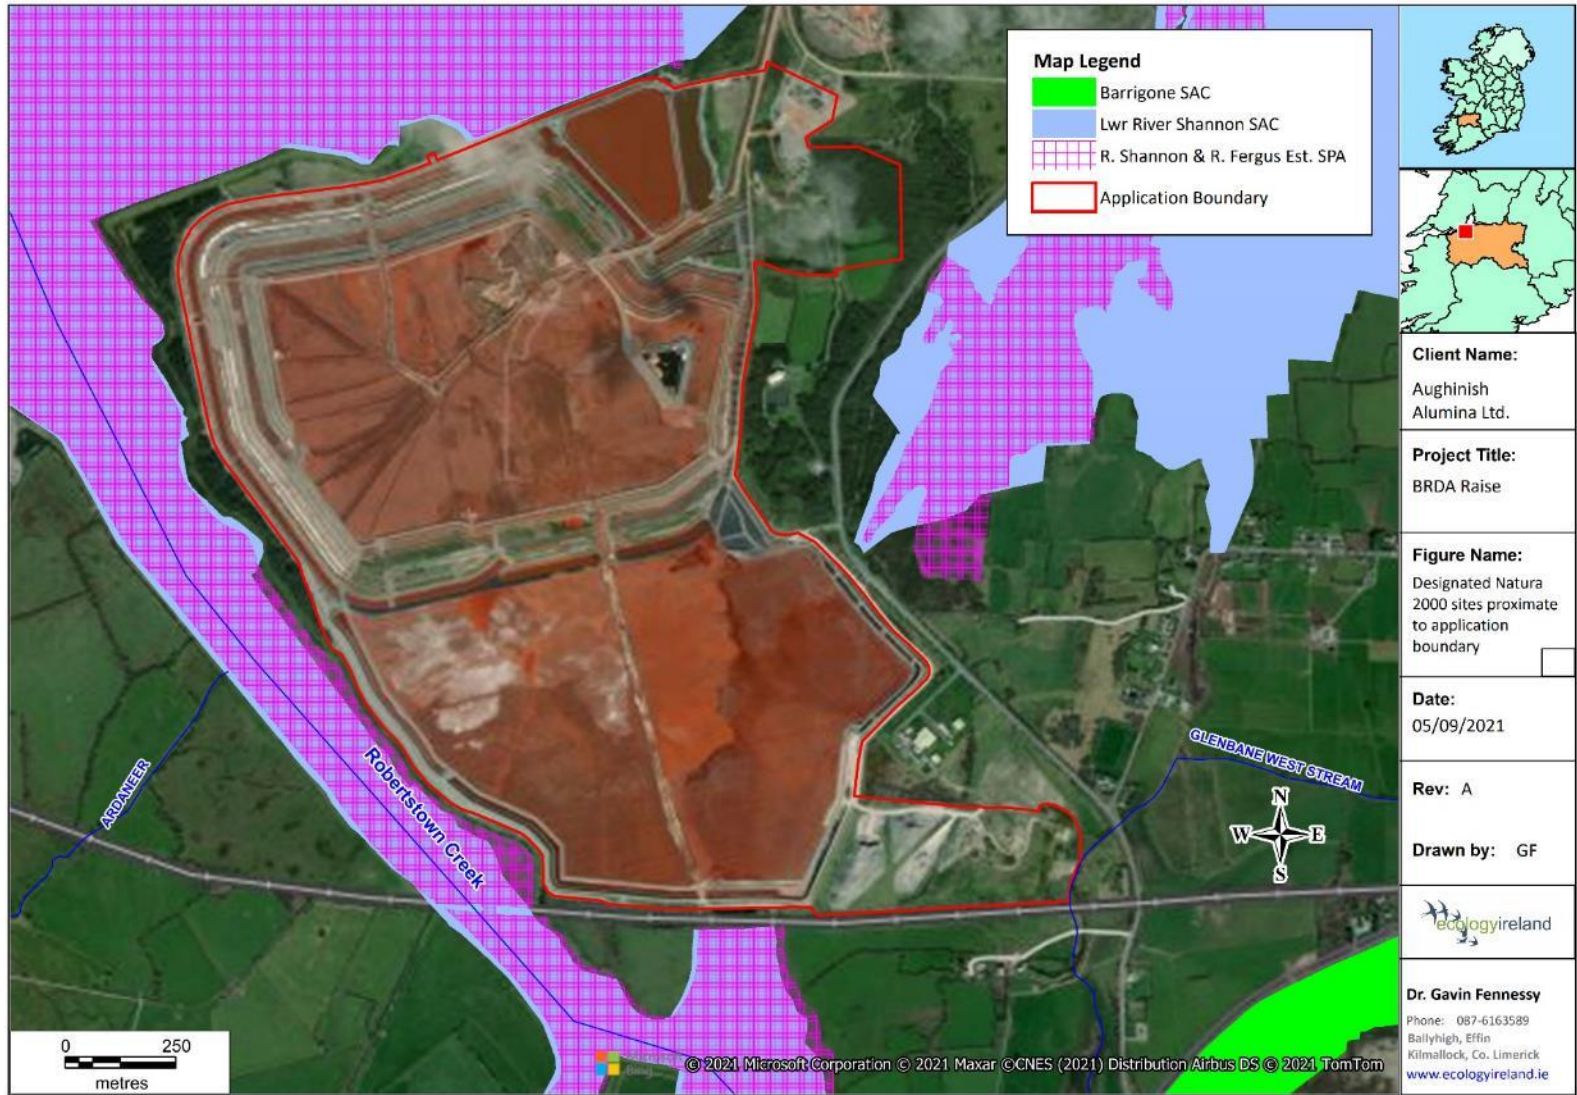 Map Legend
Barrigone SAC
Lwr River Shannon SAC
R. Shannon & R. Fergus Est. SPA
Application Boundary
ARDANEER
Robertstown Creek
GLENBANE WEST STREAM
N
W E
S
0 250
metres
© 2021 Microsoft Corporation © 2021 Maxar ©CNES (2021) Distribution Airbus DS © 2021 TomTom
Client Name:
Aughinish
Alumina Ltd.
Project Title:
BRDA Raise
Figure Name:
Designated Natura
2000 sites proximate
to application
boundary
Date:
05/09/2021
Rev: A
Drawn by: GF
ecologyireland
Dr. Gavin Fennessy
Phone: 087-6163589
Ballyhigh, Effin
Kilmallock, Co. Limerick
www.ecologyireland.ie